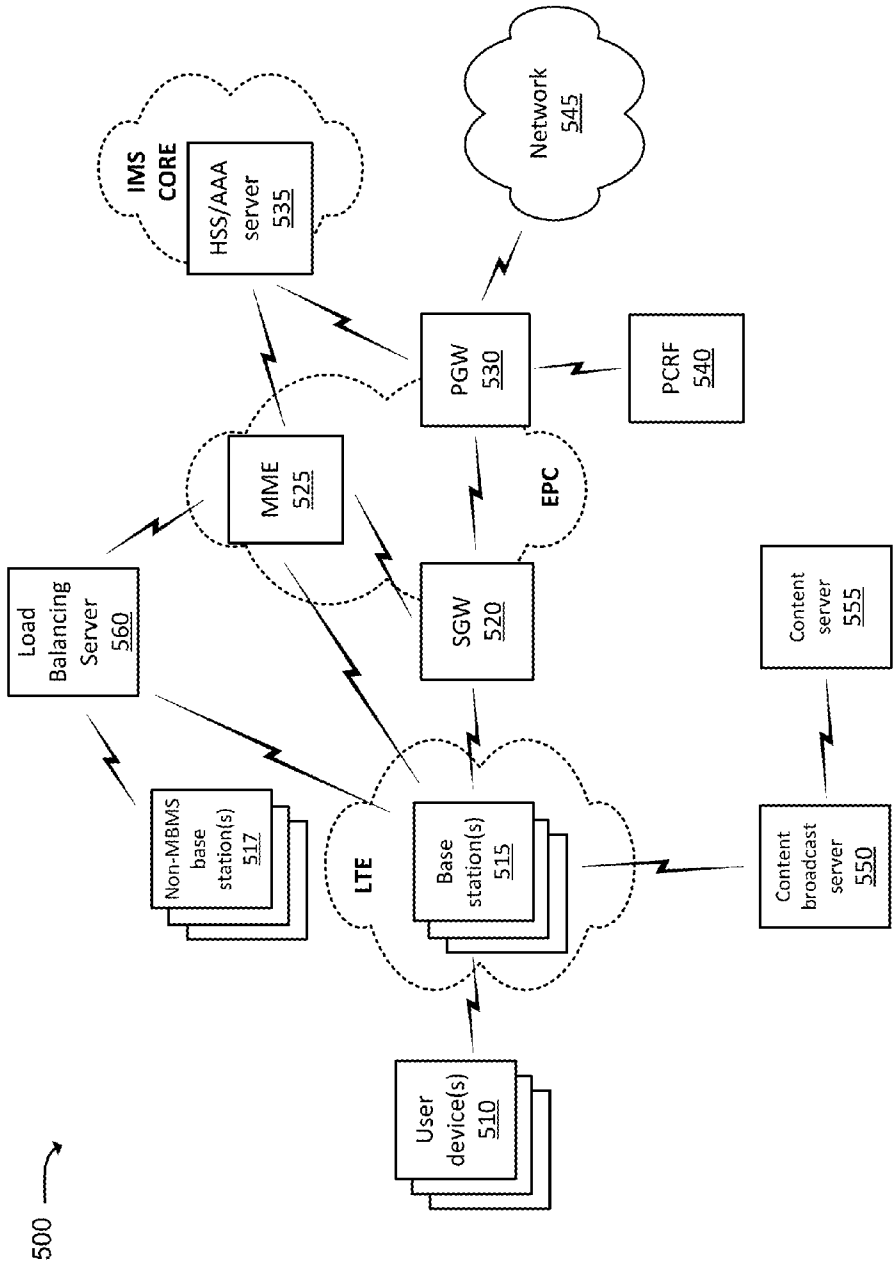 500
Load
Balancing
Server
560
IMS
CORE
HSS/AAA
server
535
Non-MBMS
base
station(s)
517
MME
525
LTE
User
device(s)
510
Base
station(s)
515
SGW
520
PGW
530
Network
545
EPC
PCRF
540
Content
broadcast
server
550
Content
server
555